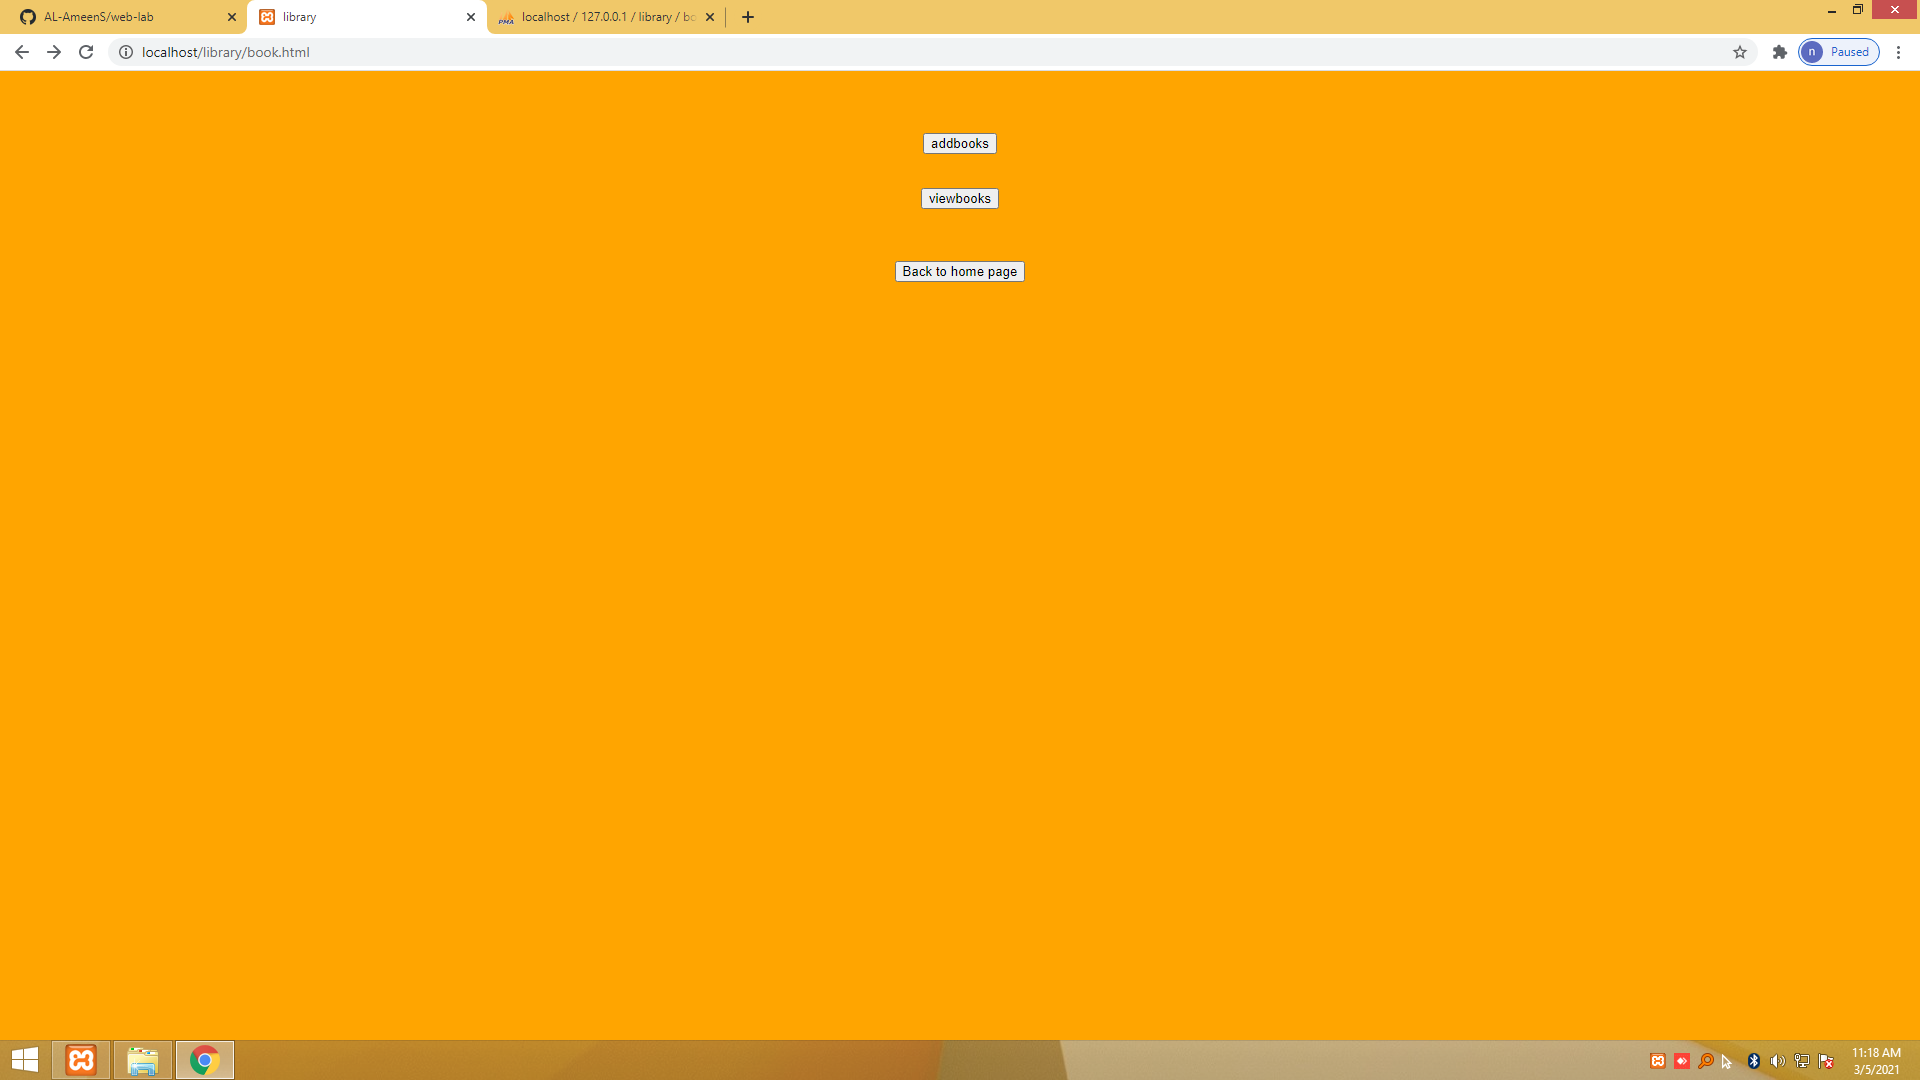 AL-AmeenS/web-lab
library
localhost / 127.0.0.1 / library / bo
localhost/library/book.html
n
Paused
addbooks
viewbooks
Back to home page
11:18 AM
3/5/2021